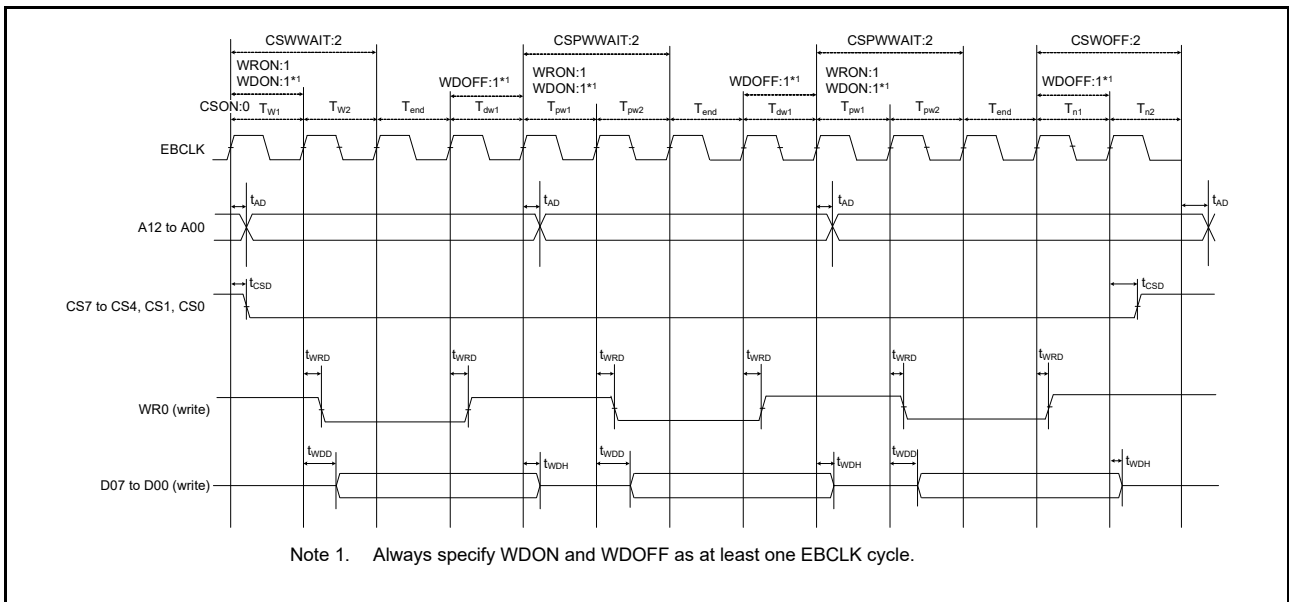 CSWWAIT:2 CSPWWAIT:2 CSPWWAIT:2 CSWOFF:2
WRON:1 WRON:1 WRON:1
WDON:1*1 WDOFF:1*1 WDON:1*1 WDOFF:1*1 WDON:1*1 WDOFF:1*1
CSON:0 TW1 TW2 Tend Tdw1 Tpw1 Tpw2 Tend Tdw1 Tpw1 Tpw2 Tend Tn1 Tn2
EBCLK
tAD tAD tAD tAD
A12 to A00
tCSD tCSD
CS7 to CS4, CS1, CS0
tWRD tWRD tWRD tWRD tWRD tWRD
WR0 (write)
tWDD tWDH tWDD tWDH tWDD tWDH
D07 to D00 (write)
Note 1. Always specify WDON and WDOFF as at least one EBCLK cycle.